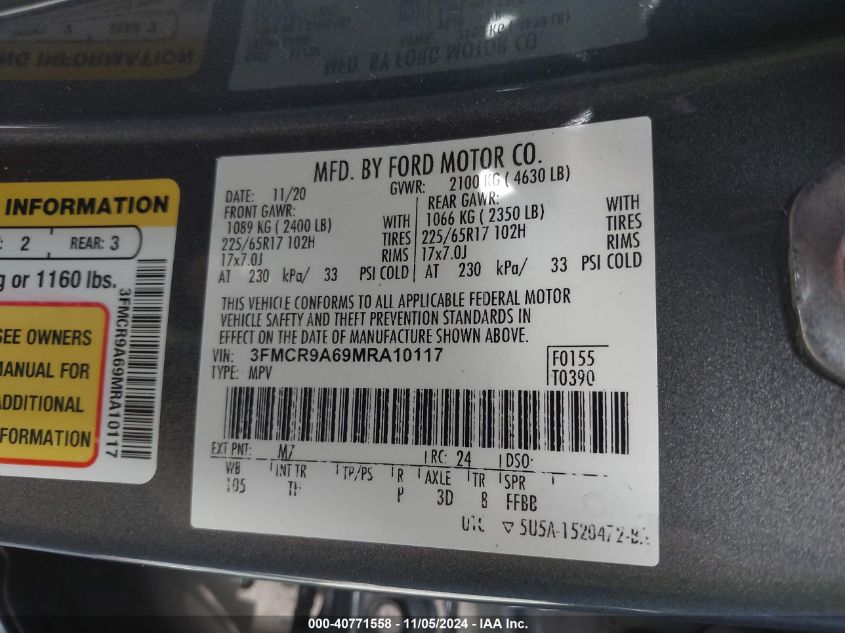 INFORMATION
2 REAR: 3
g or 1160 lbs.
SEE OWNERS
MANUAL FOR
ADDITIONAL
INFORMATION
3FMCR9A69MRA10117
MFD. BY FORD MOTOR CO.
DATE: 11/20 GVWR: 2100 KG ( 4630 LB)
FRONT GAWR: REAR GAWR: WITH
1089 KG ( 2400 LB) WITH 1066 KG ( 2350 LB) TIRES
225/65R17 102H TIRES 225/65R17 102H RIMS
17x7.0J RIMS 17x7.0J
AT 230 kPa/ 33 PSI COLD AT 230 kPa/ 33 PSI COLD
THIS VEHICLE CONFORMS TO ALL APPLICABLE FEDERAL MOTOR
VEHICLE SAFETY AND THEFT PREVENTION STANDARDS IN
EFFECT ON THE DATE OF MANUFACTURE SHOWN ABOVE.
VIN: 3FMCR9A69MRA10117 F0155
TYPE: MPV T0390
EXT PNT: M7 RC: 24 DSO:
WB INT TR TP/PS R AXLE TR SPR
105 P 3D 8 FFBB
UTC ▽ 5U5A-1520472-
000-40771558 - 11/05/2024 - IAA Inc.